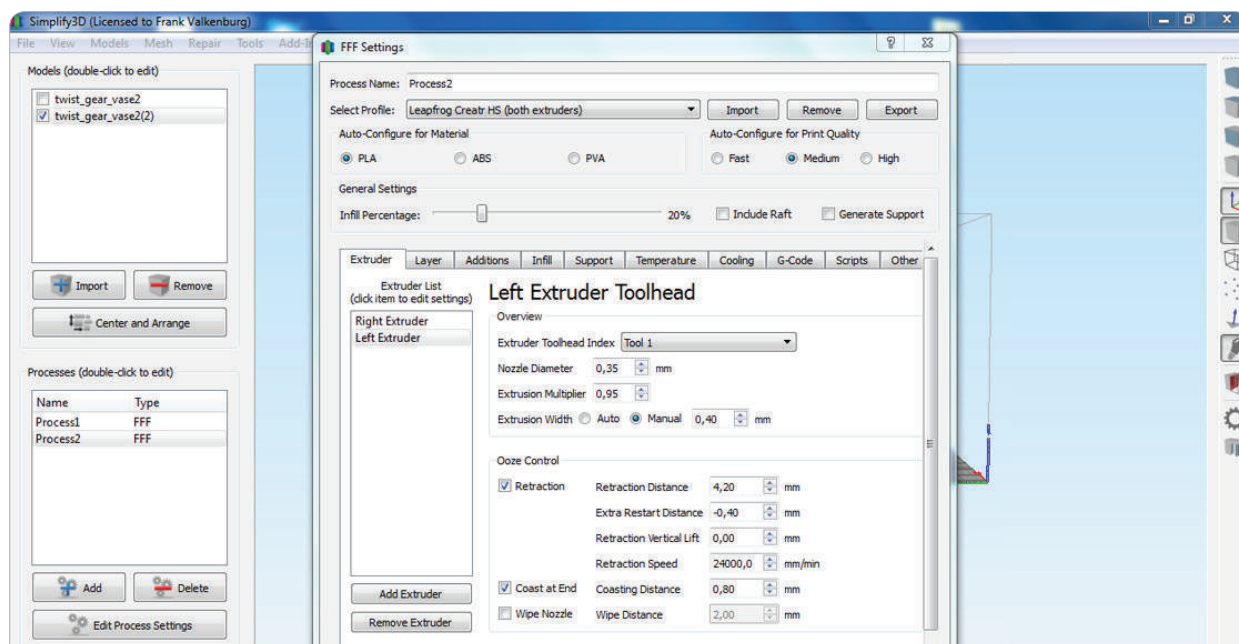 Simplify3D (Licensed to Frank Valkenburg)
File View Models Mesh Repair Tools
Models (double-click to edit)
twist_gear_vase2
twist_gear_vase2(2)
Import Remove
Center and Arrange
Processes (double-click to edit)
Name Type
Process1 FFF
Process2 FFF
Add Delete
Edit Process Settings
FFF Settings
Process Name: Process2
Select Profile: Leapfrog Creatr HS (both extruders) Import Remove Export
Auto-Configure for Material
PLA ABS PVA
Auto-Configure for Print Quality
Fast Medium High
General Settings
Infill Percentage: 20% Include Raft Generate Support
Extruder Layer Additions Infill Support Temperature Cooling G-Code Scripts Other
Extruder List
(click item to edit settings)
Right Extruder
Left Extruder
Add Extruder
Remove Extruder
Left Extruder Toolhead
Overview
Extruder Toolhead Index Tool 1
Nozzle Diameter 0,35 mm
Extrusion Multiplier 0,95
Extrusion Width Auto Manual 0,40 mm
Ooze Control
Retraction Retraction Distance 4,20 mm
Extra Restart Distance -0,40 mm
Retraction Vertical Lift 0,00 mm
Retraction Speed 24000,0 mm/min
Coast at End Coasting Distance 0,80 mm
Wipe Nozzle Wipe Distance 2,00 mm